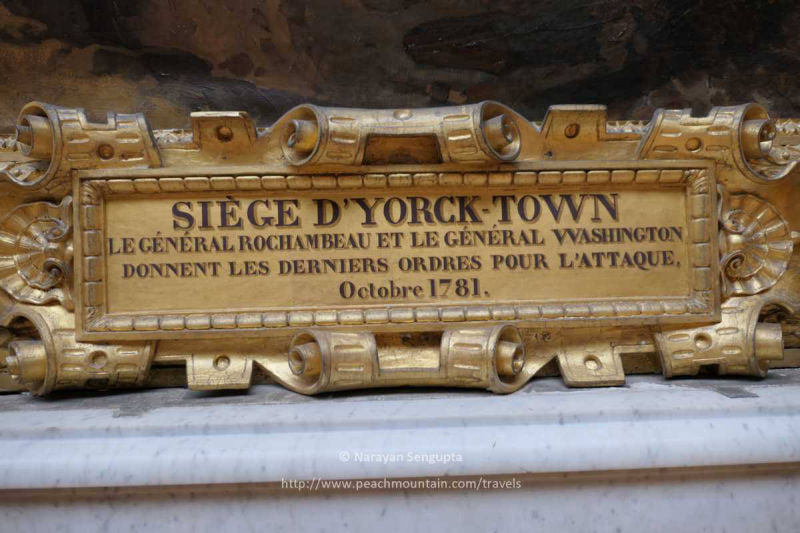 SIÈGE D'YORCK-TOWN
LE GÉNÉRAL ROCHAMBEAU ET LE GÉNÉRAL WASHINGTON
DONNENT LES DERNIERS ORDRES POUR L'ATTAQUE,
Octobre 1781.
© Narayan Sengupta
http://www.peachmountain.com/travels